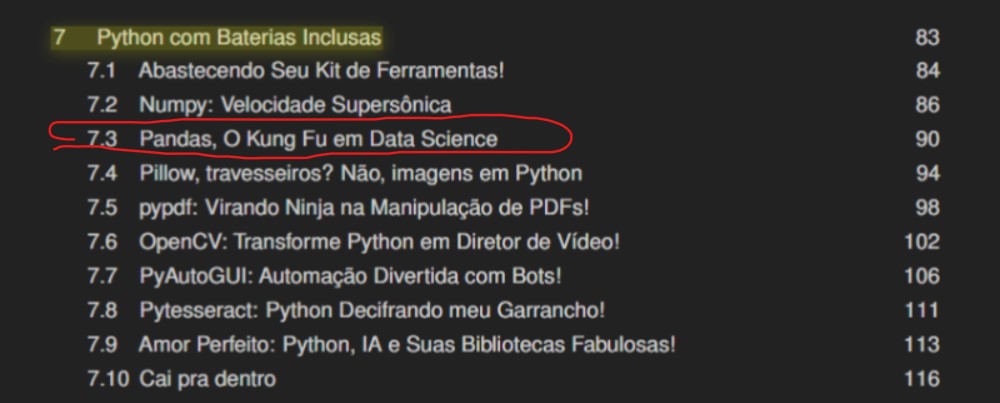 7 Python com Baterias Inclusas 83
7.1 Abastecendo Seu Kit de Ferramentas! 84
7.2 Numpy: Velocidade Supersônica 86
7.3 Pandas, O Kung Fu em Data Science 90
7.4 Pillow, travesseiros? Não, imagens em Python 94
7.5 pypdf: Virando Ninja na Manipulação de PDFs! 98
7.6 OpenCV: Transforme Python em Diretor de Vídeo! 102
7.7 PyAutoGUI: Automação Divertida com Bots! 106
7.8 Pytesseract: Python Decifrando meu Garrancho! 111
7.9 Amor Perfeito: Python, IA e Suas Bibliotecas Fabulosas! 113
7.10 Cai pra dentro 116